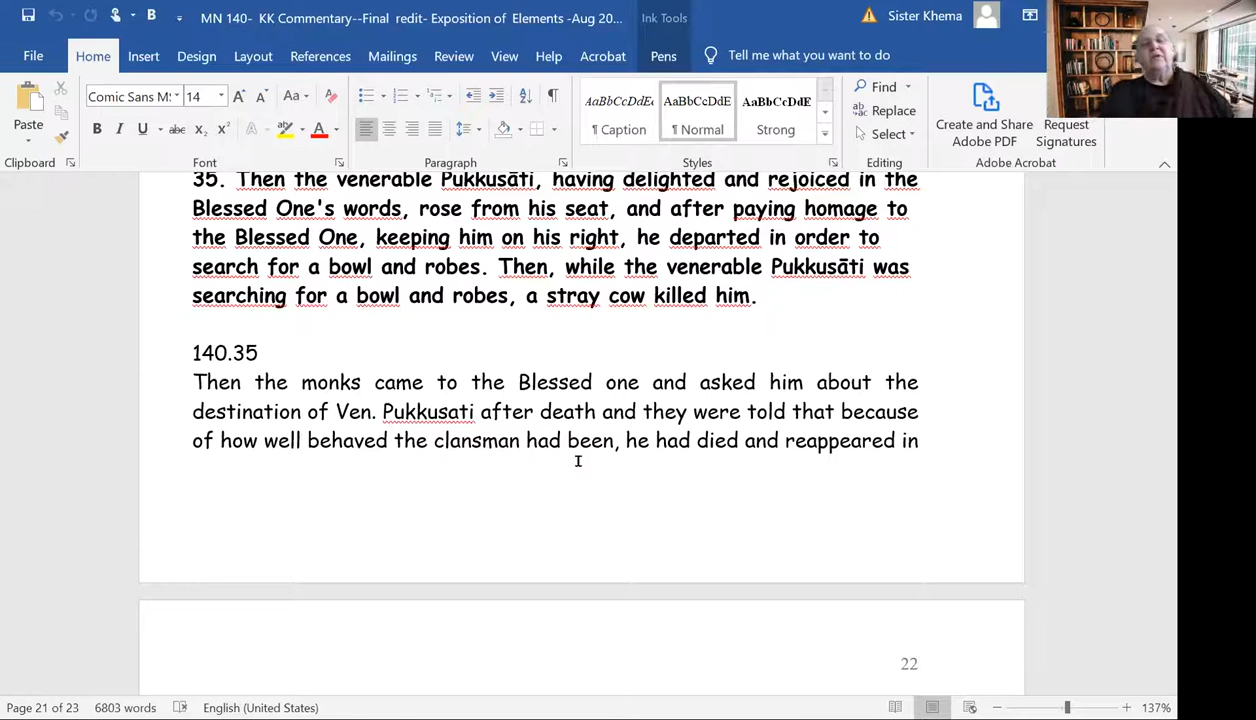 MN 140- KK Commentary--Final redit- Exposition of Elements -Aug 20...
Ink Tools
Sister Khema
File
Home
Insert
Design
Layout
References
Mailings
Review
View
Help
Acrobat
Pens
Tell me what you want to do
Comic Sans M
14
Paste
Clipboard
Font
Paragraph
AaBbCcDdEe
Caption
AaBbCcDdE
¶ Normal
AaBbCcDdE
Strong
Styles
Find
Replace
Select
Editing
Create and Share
Adobe PDF
Request
Signatures
Adobe Acrobat
35. Then the venerable Pukkusāti, having delighted and rejoiced in the
Blessed One's words, rose from his seat, and after paying homage to
the Blessed One, keeping him on his right, he departed in order to
search for a bowl and robes. Then, while the venerable Pukkusāti was
searching for a bowl and robes, a stray cow killed him.
140.35
Then the monks came to the Blessed one and asked him about the
destination of Ven. Pukkusati after death and they were told that because
of how well behaved the clansman had been, he had died and reappeared in
22
Page 21 of 23
6803 words
English (United States)
137%